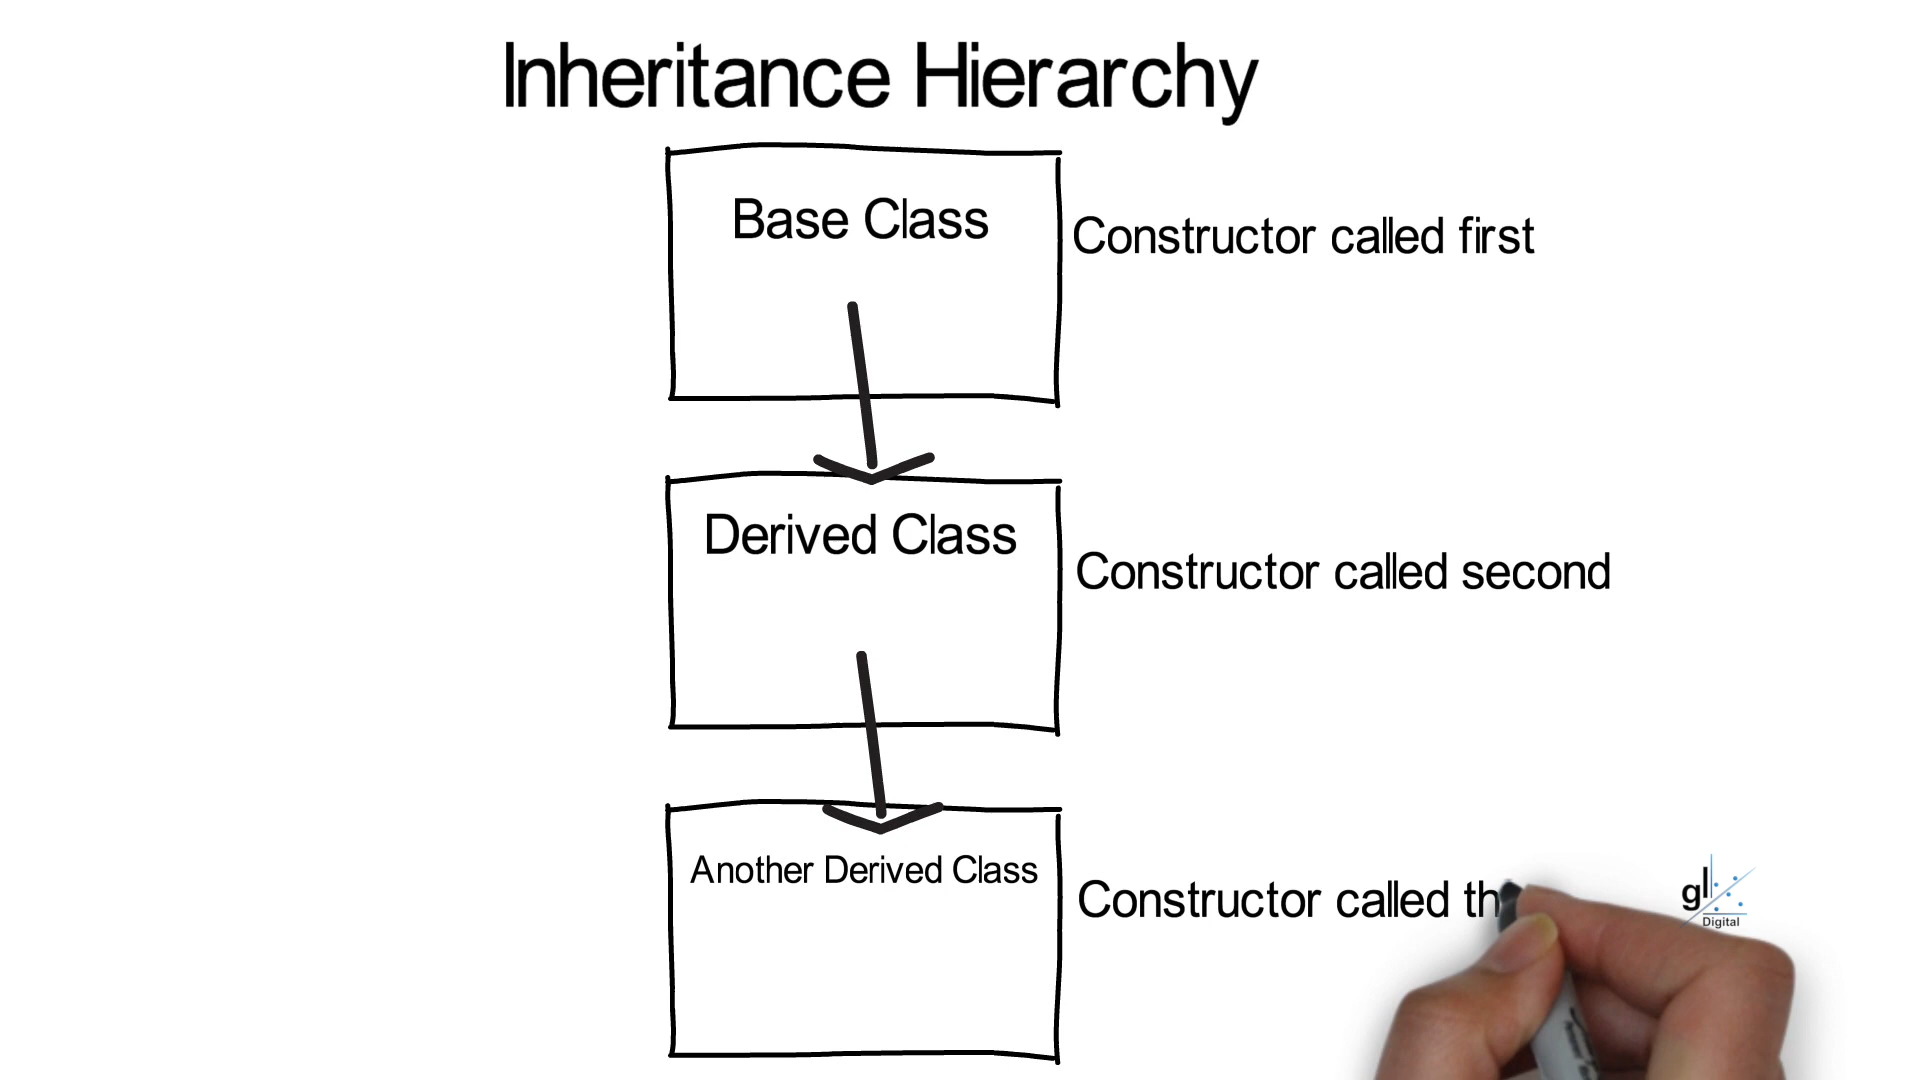 Inheritance Hierarchy
Base Class
Constructor called first
Derived Class
Constructor called second
Another Derived Class
Constructor called th
gl
Digital